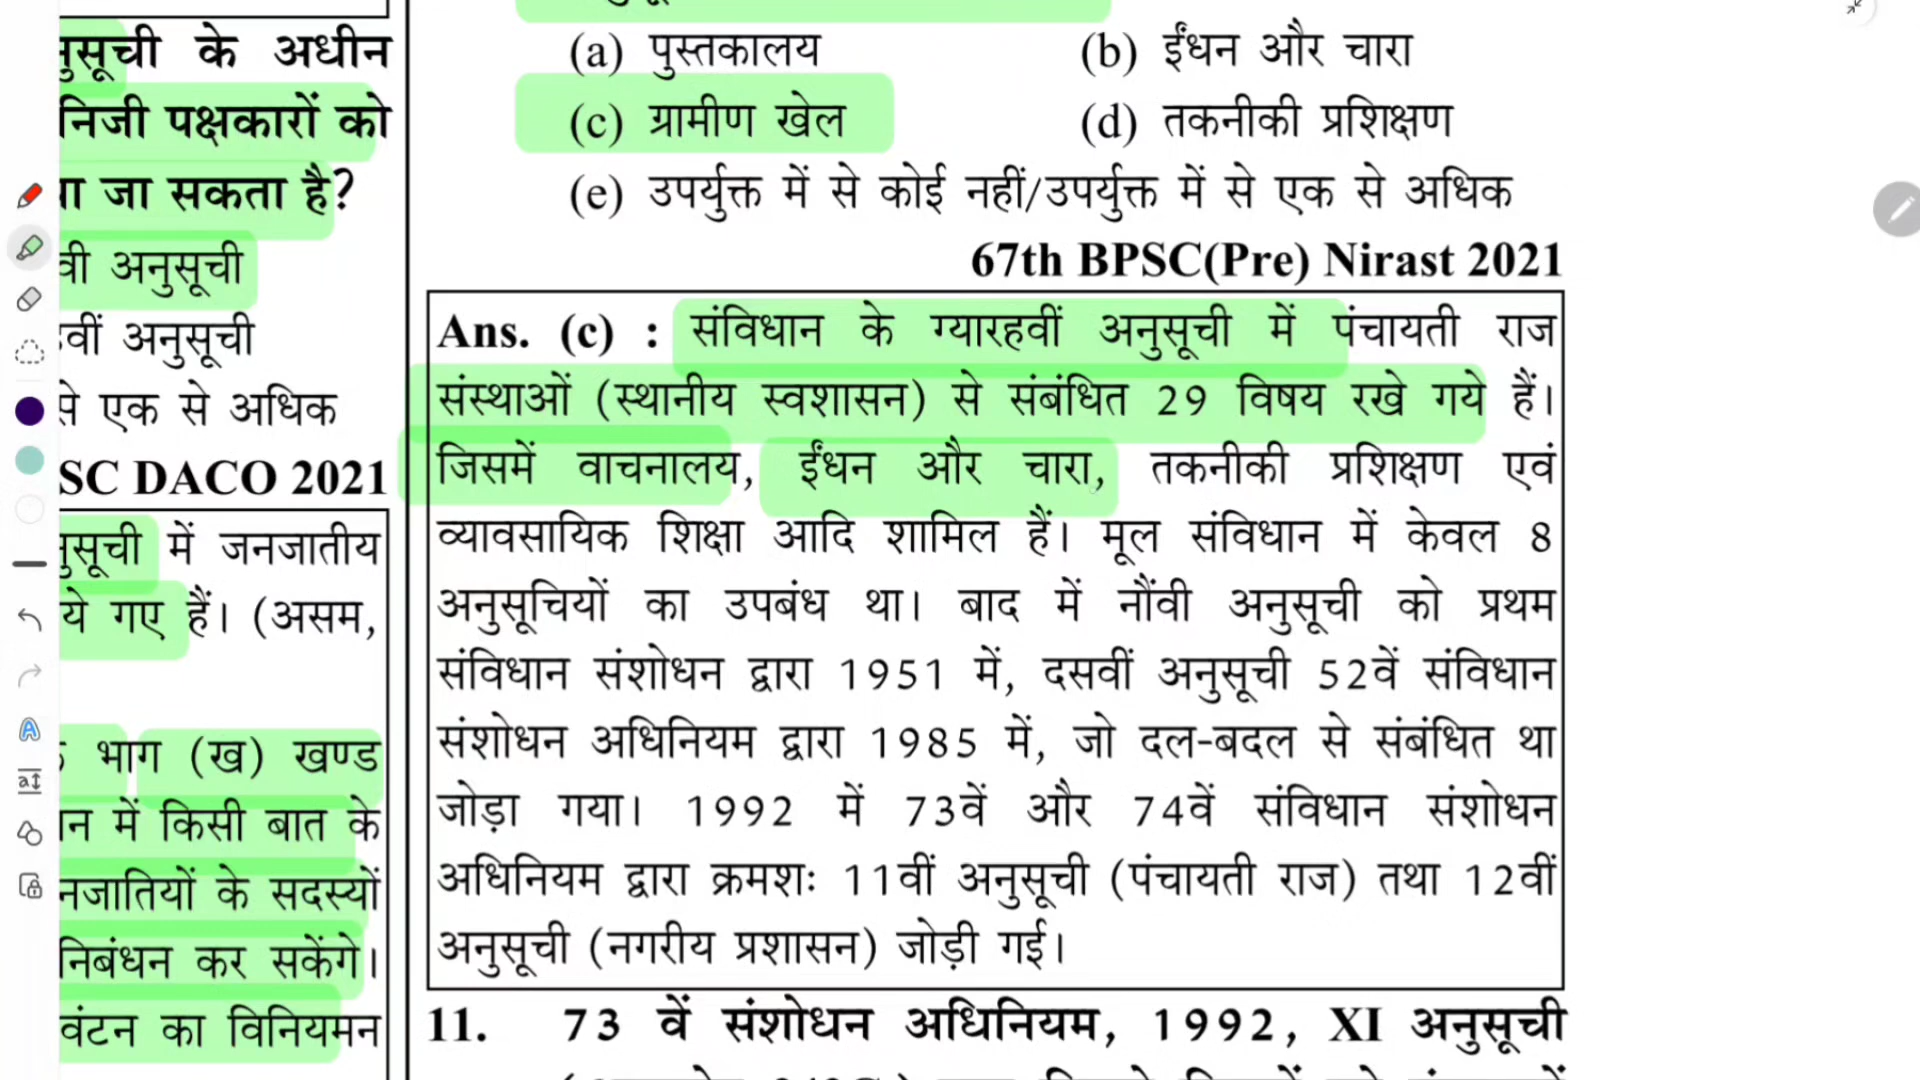 नुसूची के अधीन
निजी पक्षकारों को
जा सकता है?
वी अनुसूची
वीं अनुसूची
से एक से अधिक
SC DACO 2021
नुसूची में जनजातीय
ये गए हैं। (असम,
भाग (ख) खण्ड
न में किसी बात के
नजातियों के सदस्यों
निबंधन कर सकेंगे।
वंटन का विनियमन
(a) पुस्तकालय (b) ईंधन और चारा
(c) ग्रामीण खेल (d) तकनीकी प्रशिक्षण
(e) उपर्युक्त में से कोई नहीं/उपर्युक्त में से एक से अधिक
67th BPSC(Pre) Nirast 2021
Ans. (c) : संविधान के ग्यारहवीं अनुसूची में पंचायती राज
संस्थाओं (स्थानीय स्वशासन) से संबंधित 29 विषय रखे गये हैं।
जिसमें वाचनालय, ईंधन और चारा, तकनीकी प्रशिक्षण एवं
व्यावसायिक शिक्षा आदि शामिल हैं। मूल संविधान में केवल 8
अनुसूचियों का उपबंध था। बाद में नौंवी अनुसूची को प्रथम
संविधान संशोधन द्वारा 1951 में, दसवीं अनुसूची 52वें संविधान
संशोधन अधिनियम द्वारा 1985 में, जो दल-बदल से संबंधित था
जोड़ा गया। 1992 में 73वें और 74वें संविधान संशोधन
अधिनियम द्वारा क्रमशः 11वीं अनुसूची (पंचायती राज) तथा 12वीं
अनुसूची (नगरीय प्रशासन) जोड़ी गई।
11. 73 वें संशोधन अधिनियम, 1992, XI अनुसूची